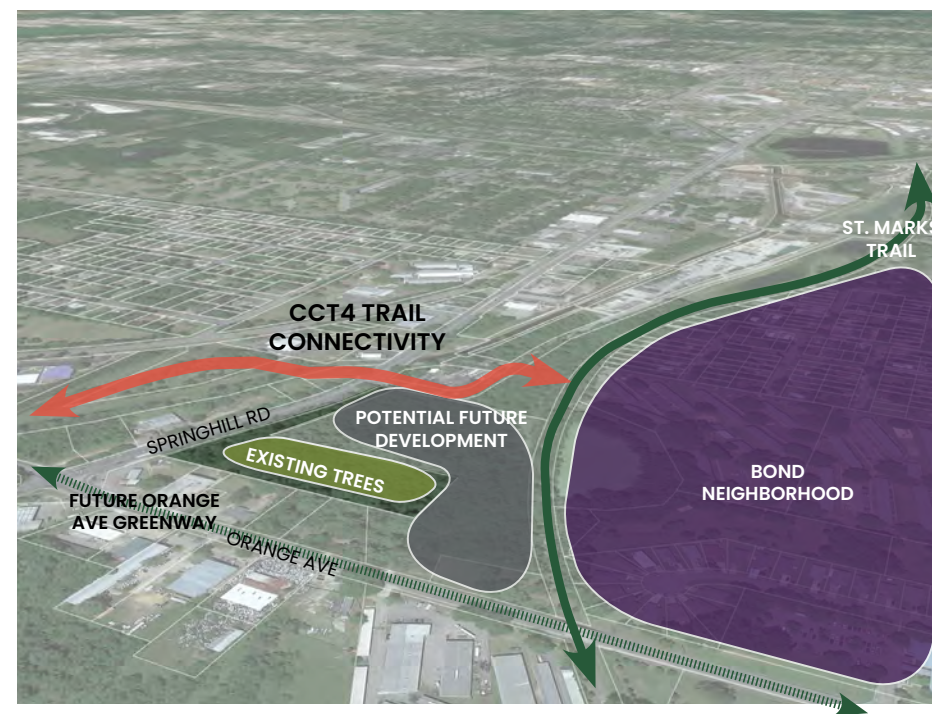 ST. MARKS
TRAIL
CCT4 TRAIL
CONNECTIVITY
SPRINGHILL RD
POTENTIAL FUTURE
DEVELOPMENT
EXISTING TREES
BOND
NEIGHBORHOOD
FUTURE ORANGE
AVE GREENWAY
ORANGE AVE